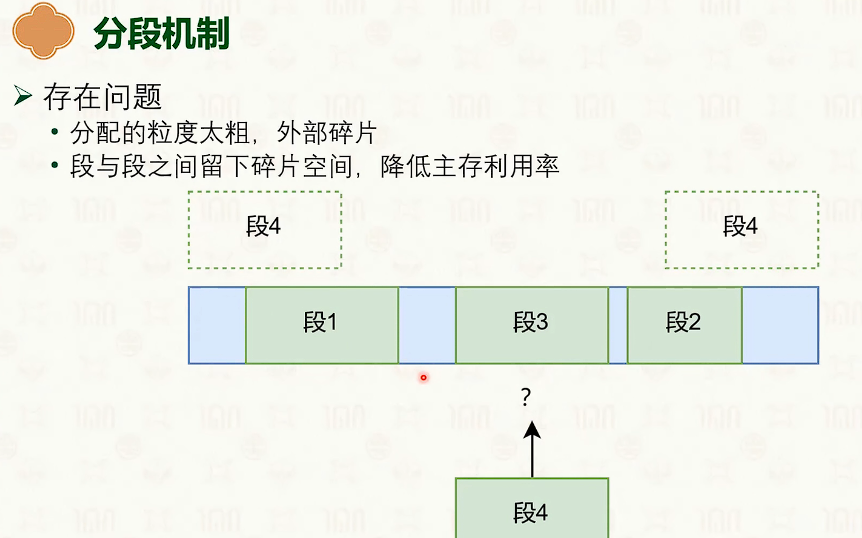 分段机制
➢ 存在问题
• 分配的粒度太粗，外部碎片
• 段与段之间留下碎片空间，降低主存利用率
段4 段4
段1 段3 段2
?
段4